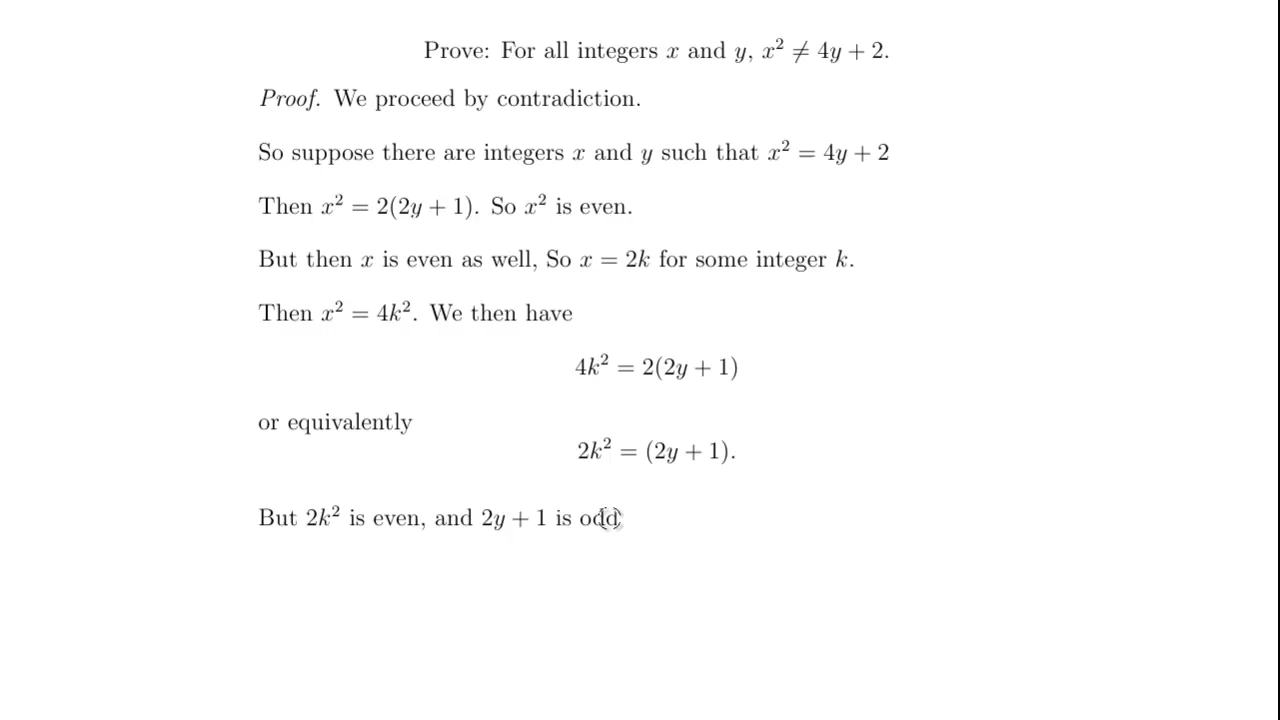 Prove: For all integers x and y, x² ≠ 4y + 2.
Proof. We proceed by contradiction.
So suppose there are integers x and y such that x² = 4y + 2
Then x² = 2(2y + 1). So x² is even.
But then x is even as well, So x = 2k for some integer k.
Then x² = 4k². We then have
4k² = 2(2y + 1)
or equivalently
2k² = (2y + 1).
But 2k² is even, and 2y + 1 is odd